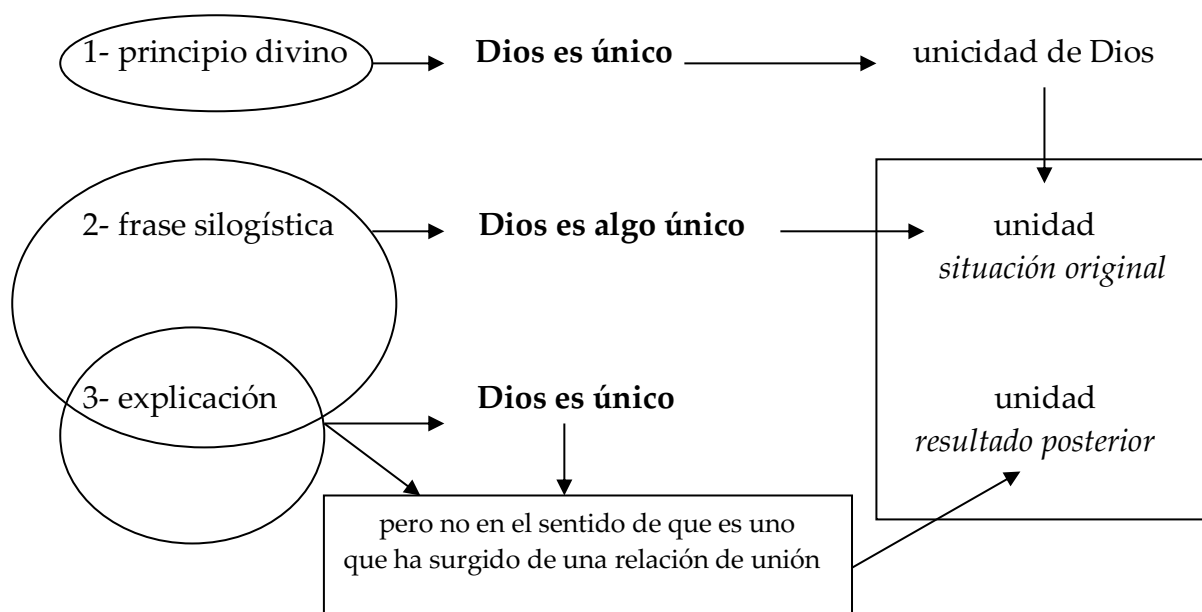 1- principio divino
Dios es único
unicidad de Dios
2- frase silogística
Dios es algo único
unidad
situación original
3- explicación
Dios es único
unidad
resultado posterior
pero no en el sentido de que es uno
que ha surgido de una relación de unión